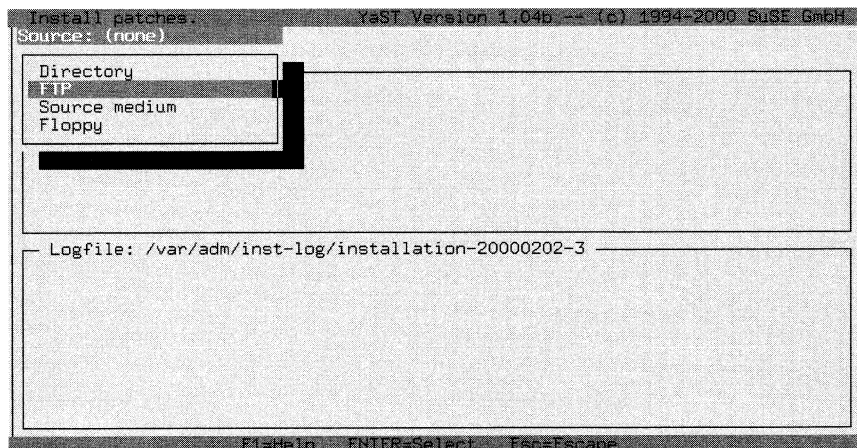 Install patches. YaST Version 1.04b -- (c) 1994-2000 SuSE GmbH
Source: (none)
Directory
FTP
Source medium
Floppy
Logfile: /var/adm/inst-log/installation-20000202-3
F1=Help ENTER=Select Esc=Escape